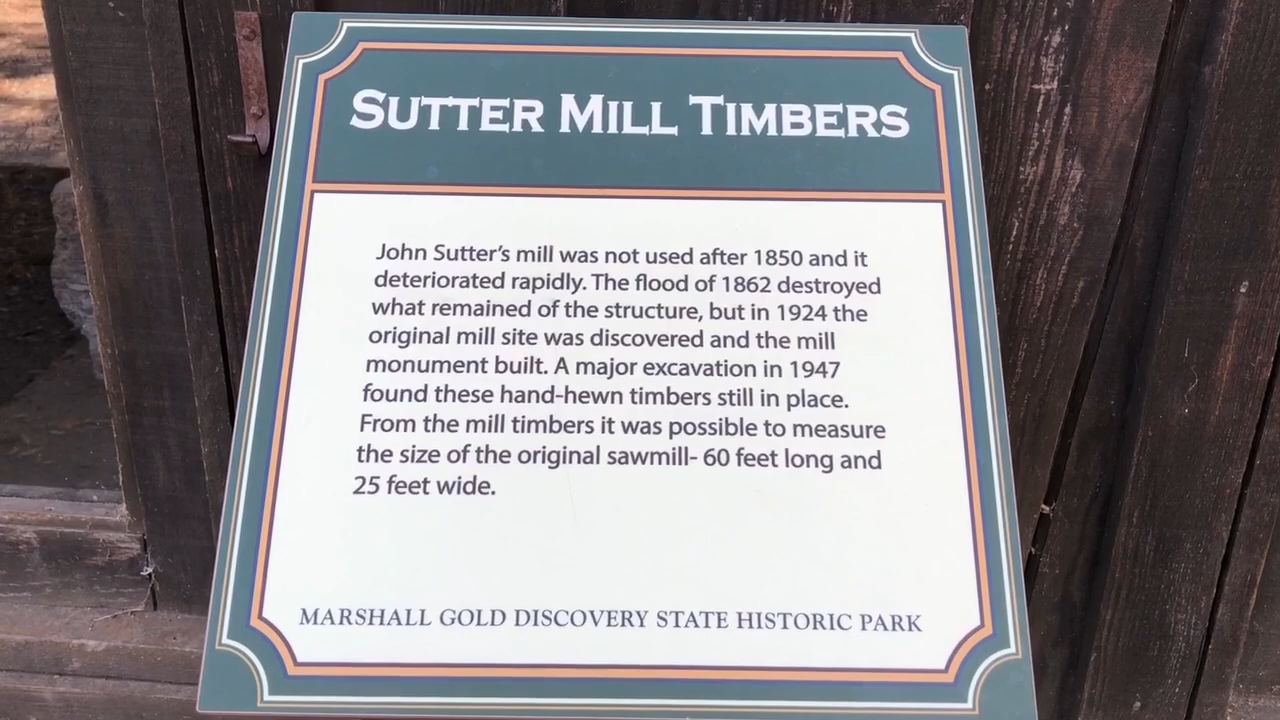 SUTTER MILL TIMBERS
John Sutter's mill was not used after 1850 and it
deteriorated rapidly. The flood of 1862 destroyed
what remained of the structure, but in 1924 the
original mill site was discovered and the mill
monument built. A major excavation in 1947
found these hand-hewn timbers still in place.
From the mill timbers it was possible to measure
the size of the original sawmill- 60 feet long and
25 feet wide.
MARSHALL GOLD DISCOVERY STATE HISTORIC PARK